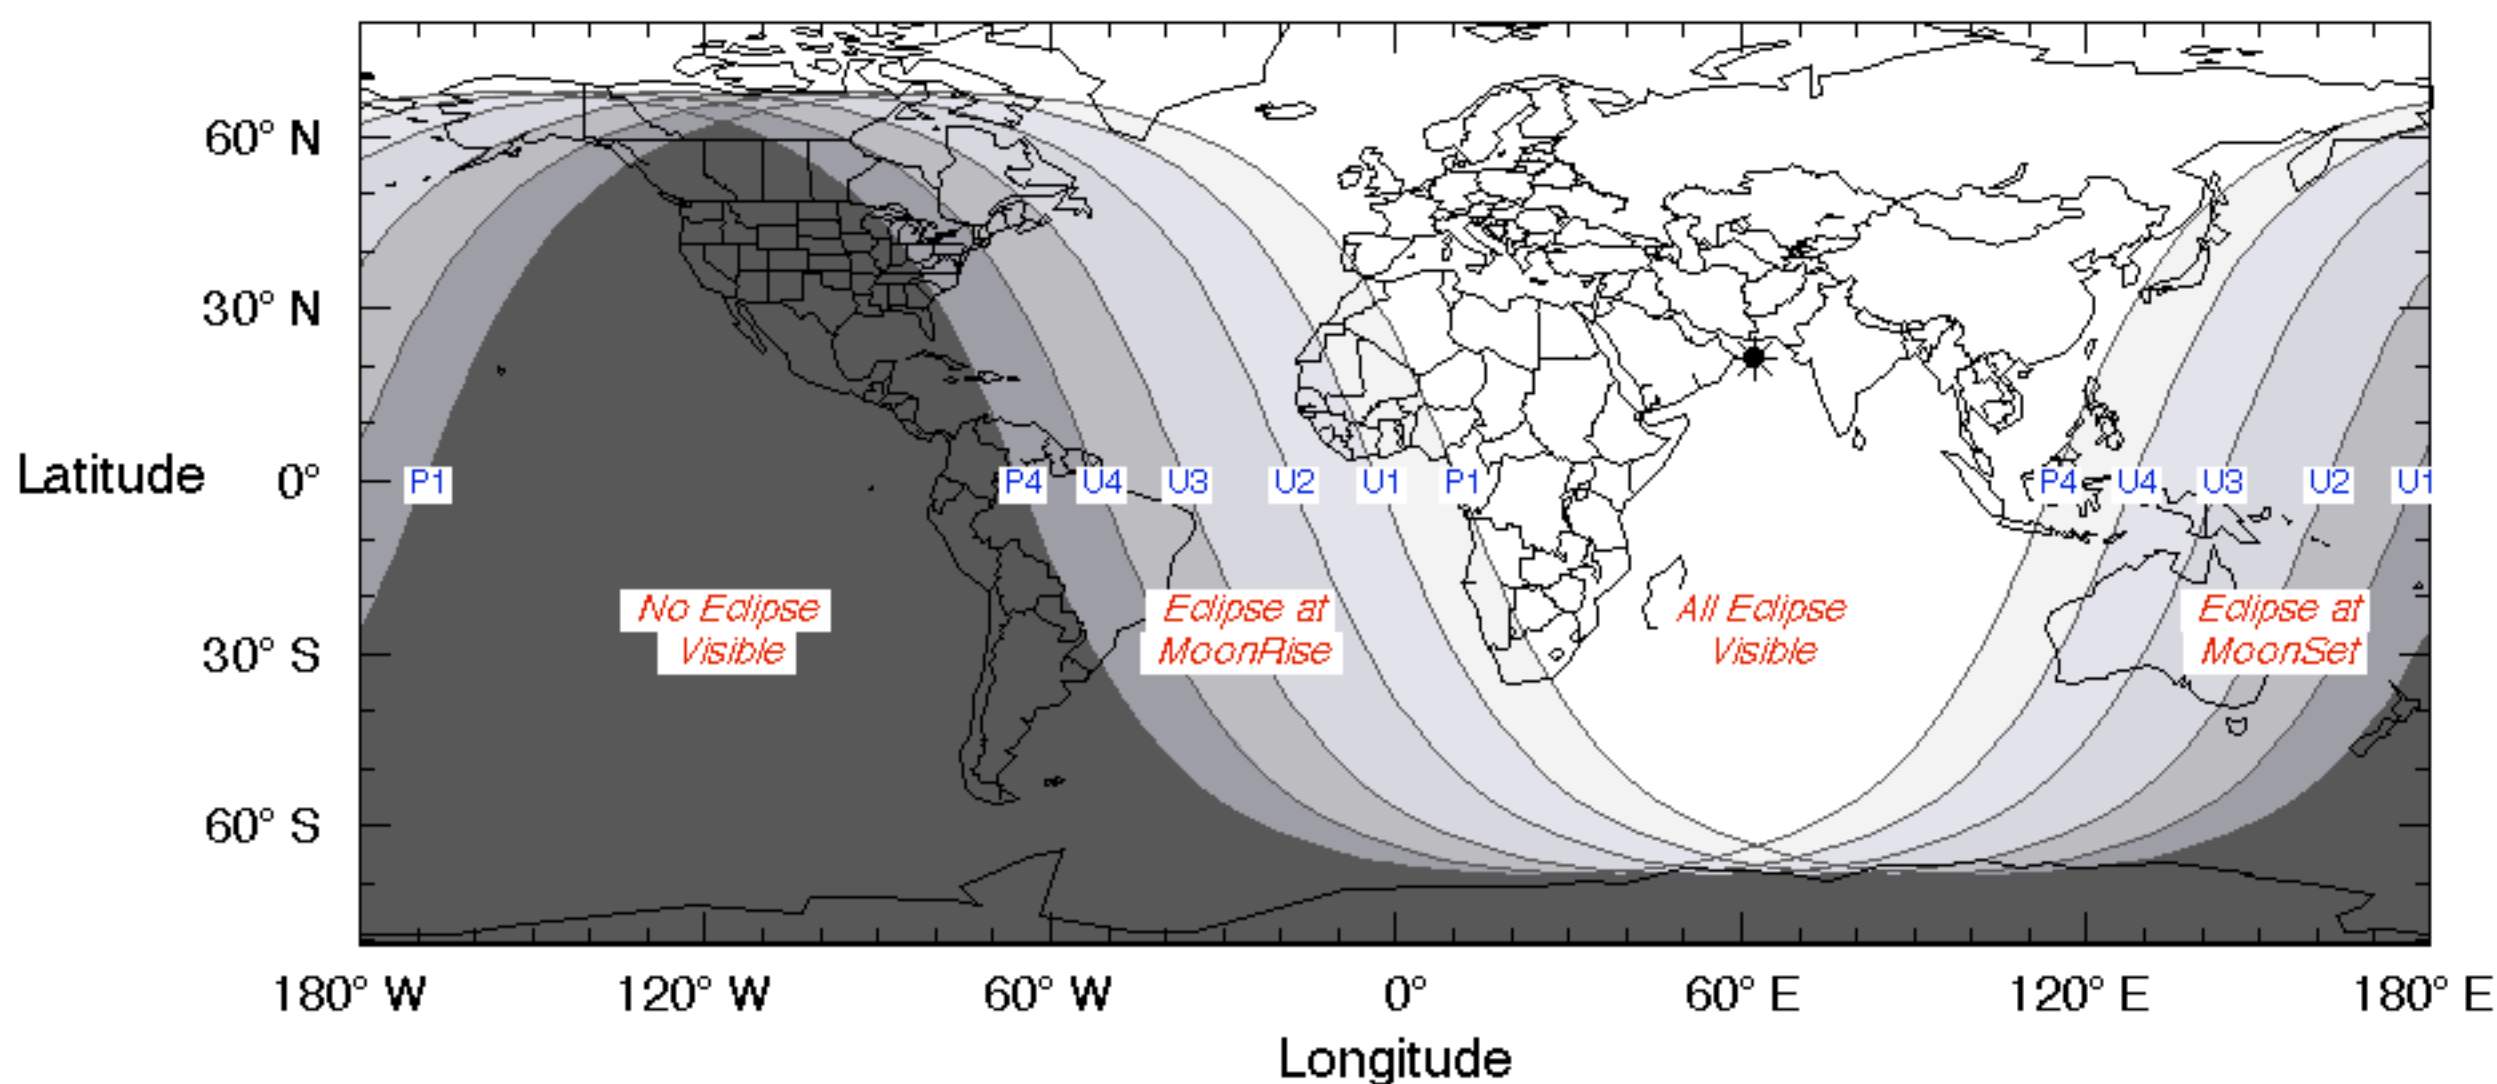 60° N
30° N
Latitude 0°
P1 P4 U4 U3 U2 U1 P1 P4 U4 U3 U2 U1
No Eclipse Eclipse at All Eclipse Eclipse at
Visible MoonRise Visible MoonSet
30° S
60° S
180° W 120° W 60° W 0° 60° E 120° E 180° E
Longitude